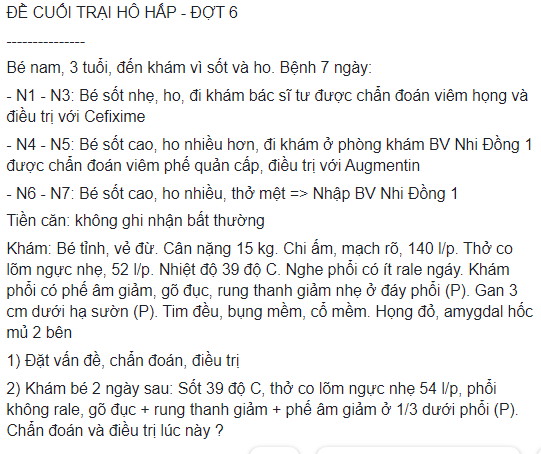 ĐỀ CUỐI TRẠI HÔ HẤP - ĐỢT 6
---------------
Bé nam, 3 tuổi, đến khám vì sốt và ho. Bệnh 7 ngày:
- N1 - N3: Bé sốt nhẹ, ho, đi khám bác sĩ tư được chẩn đoán viêm họng và
điều trị với Cefixime
- N4 - N5: Bé sốt cao, ho nhiều hơn, đi khám ở phòng khám BV Nhi Đồng 1
được chẩn đoán viêm phế quản cấp, điều trị với Augmentin
- N6 - N7: Bé sốt cao, ho nhiều, thở mệt => Nhập BV Nhi Đồng 1
Tiền căn: không ghi nhận bất thường
Khám: Bé tỉnh, vẻ đừ. Cân nặng 15 kg. Chi ấm, mạch rõ, 140 l/p. Thở co
lõm ngực nhẹ, 52 l/p. Nhiệt độ 39 độ C. Nghe phổi có ít rale ngáy. Khám
phổi có phế âm giảm, gõ đục, rung thanh giảm nhẹ ở đáy phổi (P). Gan 3
cm dưới hạ sườn (P). Tim đều, bụng mềm, cổ mềm. Họng đỏ, amygdal hốc
mủ 2 bên
1) Đặt vấn đề, chẩn đoán, điều trị
2) Khám bé 2 ngày sau: Sốt 39 độ C, thở co lõm ngực nhẹ 54 l/p, phổi
không rale, gõ đục + rung thanh giảm + phế âm giảm ở 1/3 dưới phổi (P).
Chẩn đoán và điều trị lúc này ?